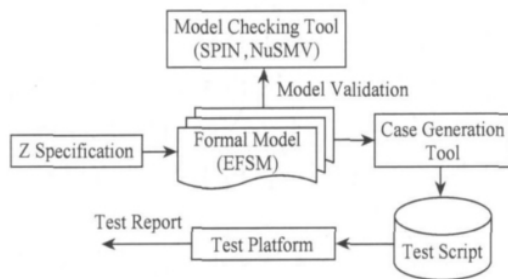 Model Checking Tool
(SPIN,NuSMV)
Model Validation
Z Specification
Formal Model
(EFSM)
Case Generation
Tool
Test Report
Test Platform
Test Script